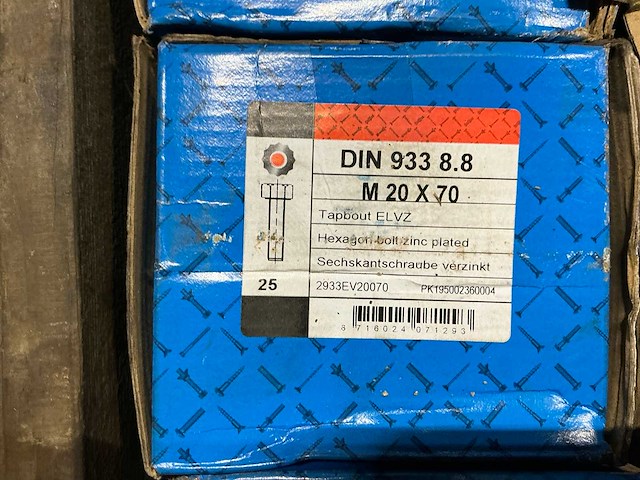 DIN 933 8.8
M 20 X 70
Tapbout ELVZ
Hexagon bolt zinc plated
Sechskantschraube verzinkt
25 2933EV20070 PK195002360004
8 716024 071293